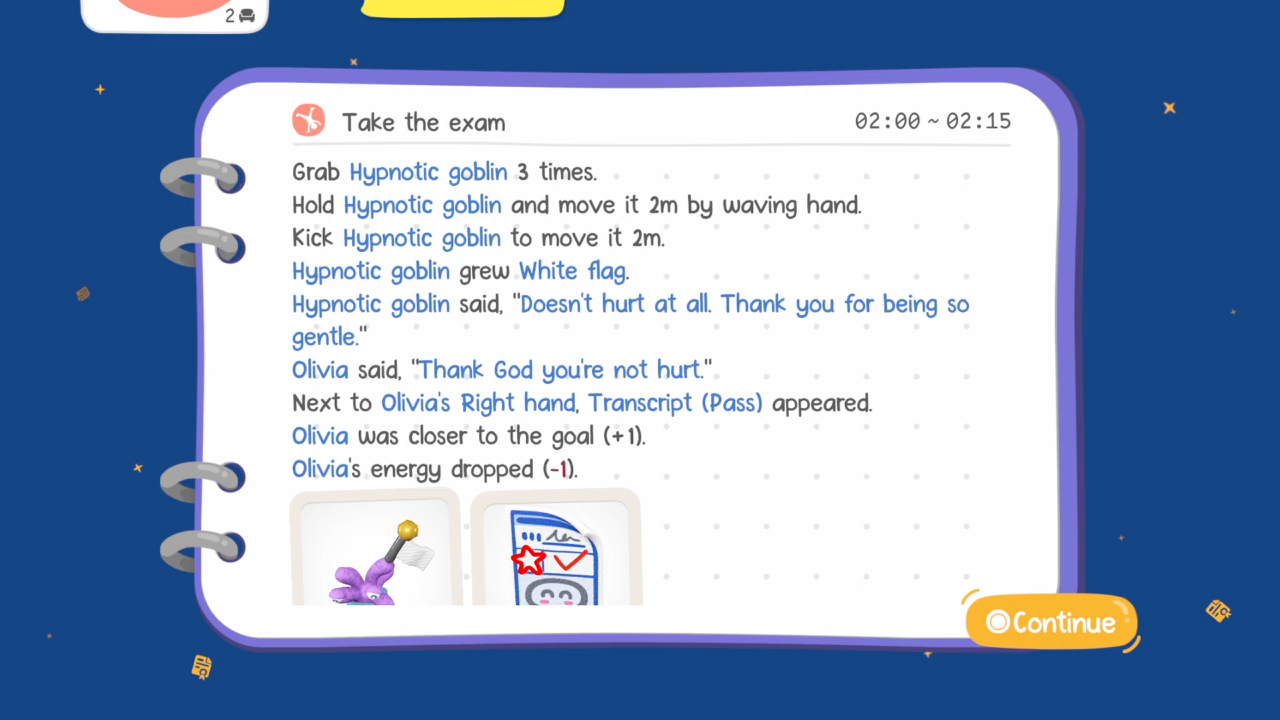 2
Take the exam
02:00 ~ 02:15
Grab Hypnotic goblin 3 times.
Hold Hypnotic goblin and move it 2m by waving hand.
Kick Hypnotic goblin to move it 2m.
Hypnotic goblin grew White flag.
Hypnotic goblin said, "Doesn't hurt at all. Thank you for being so
gentle."
Olivia said, "Thank God you're not hurt."
Next to Olivia's Right hand, Transcript (Pass) appeared.
Olivia was closer to the goal (+1).
Olivia's energy dropped (-1).
Continue